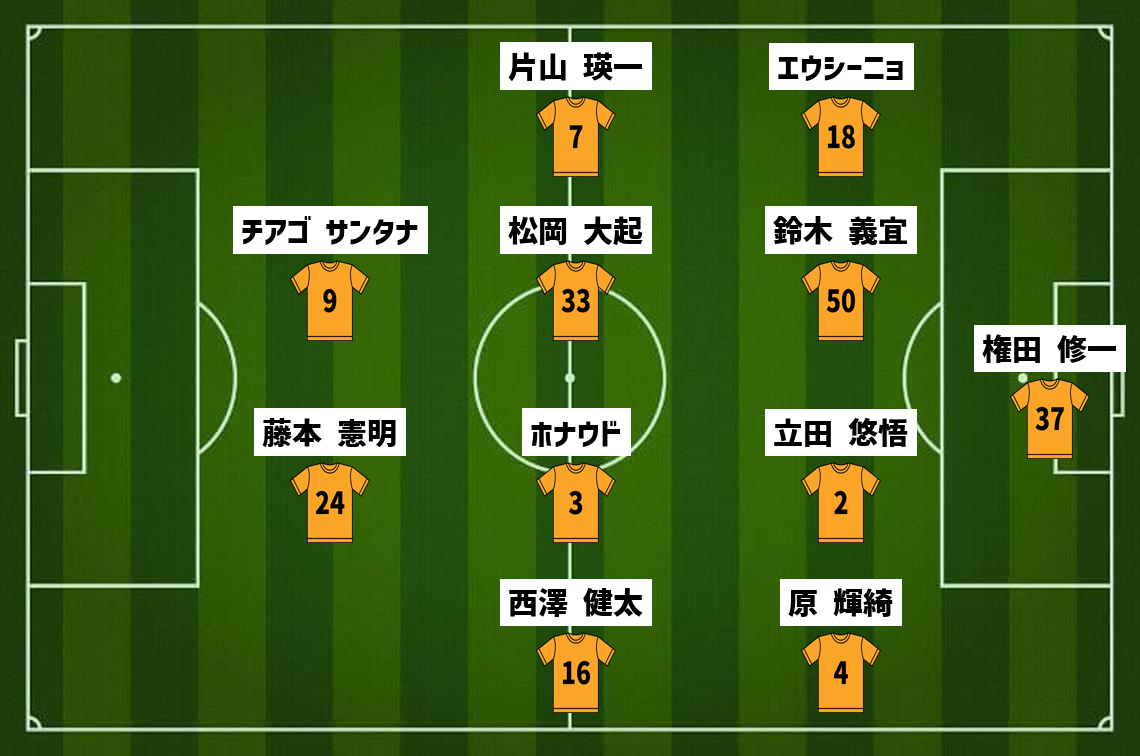 片山 瑛一
7
エウシーニョ
18
チアゴ サンタナ
9
松岡 大起
33
鈴木 義宜
50
権田 修一
37
藤本 憲明
24
ホナウド
3
立田 悠悟
2
西澤 健太
16
原 輝綺
4